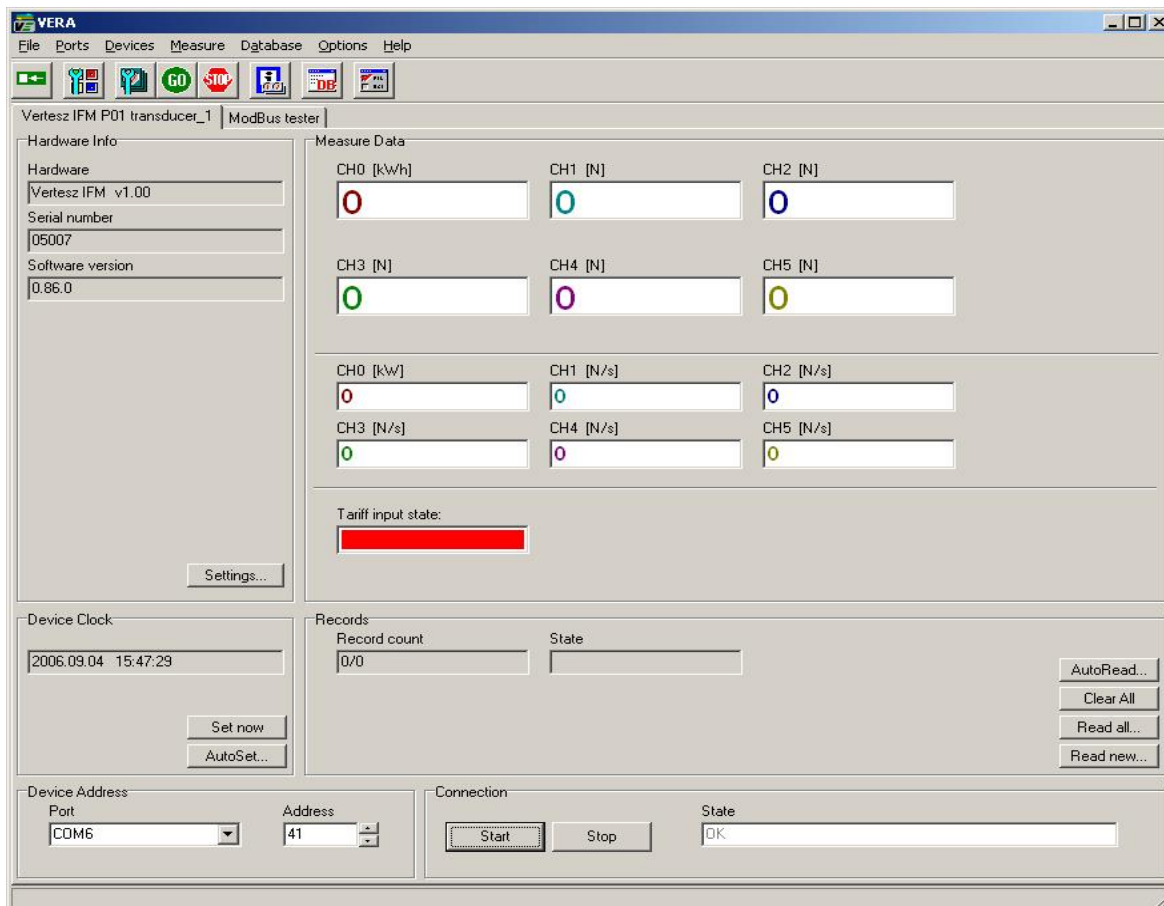 VERA
File Ports Devices Measure Database Options Help
GO STOP DB
Vertesz IFM P01 transducer_1 ModBus tester
Hardware Info
Hardware
Vertesz IFM v1.00
Serial number
05007
Software version
0.86.0
Settings...
Measure Data
CH0 [kWh] CH1 [N] CH2 [N]
0 0 0
CH3 [N] CH4 [N] CH5 [N]
0 0 0
CH0 [kW] CH1 [N/s] CH2 [N/s]
0 0 0
CH3 [N/s] CH4 [N/s] CH5 [N/s]
0 0 0
Tariff input state:
Device Clock
2006.09.04 15:47:29
Set now
AutoSet...
Records
Record count State
0/0
AutoRead...
Clear All
Read all...
Read new...
Device Address
Port Address
COM6 41
Connection
Start Stop
State
OK